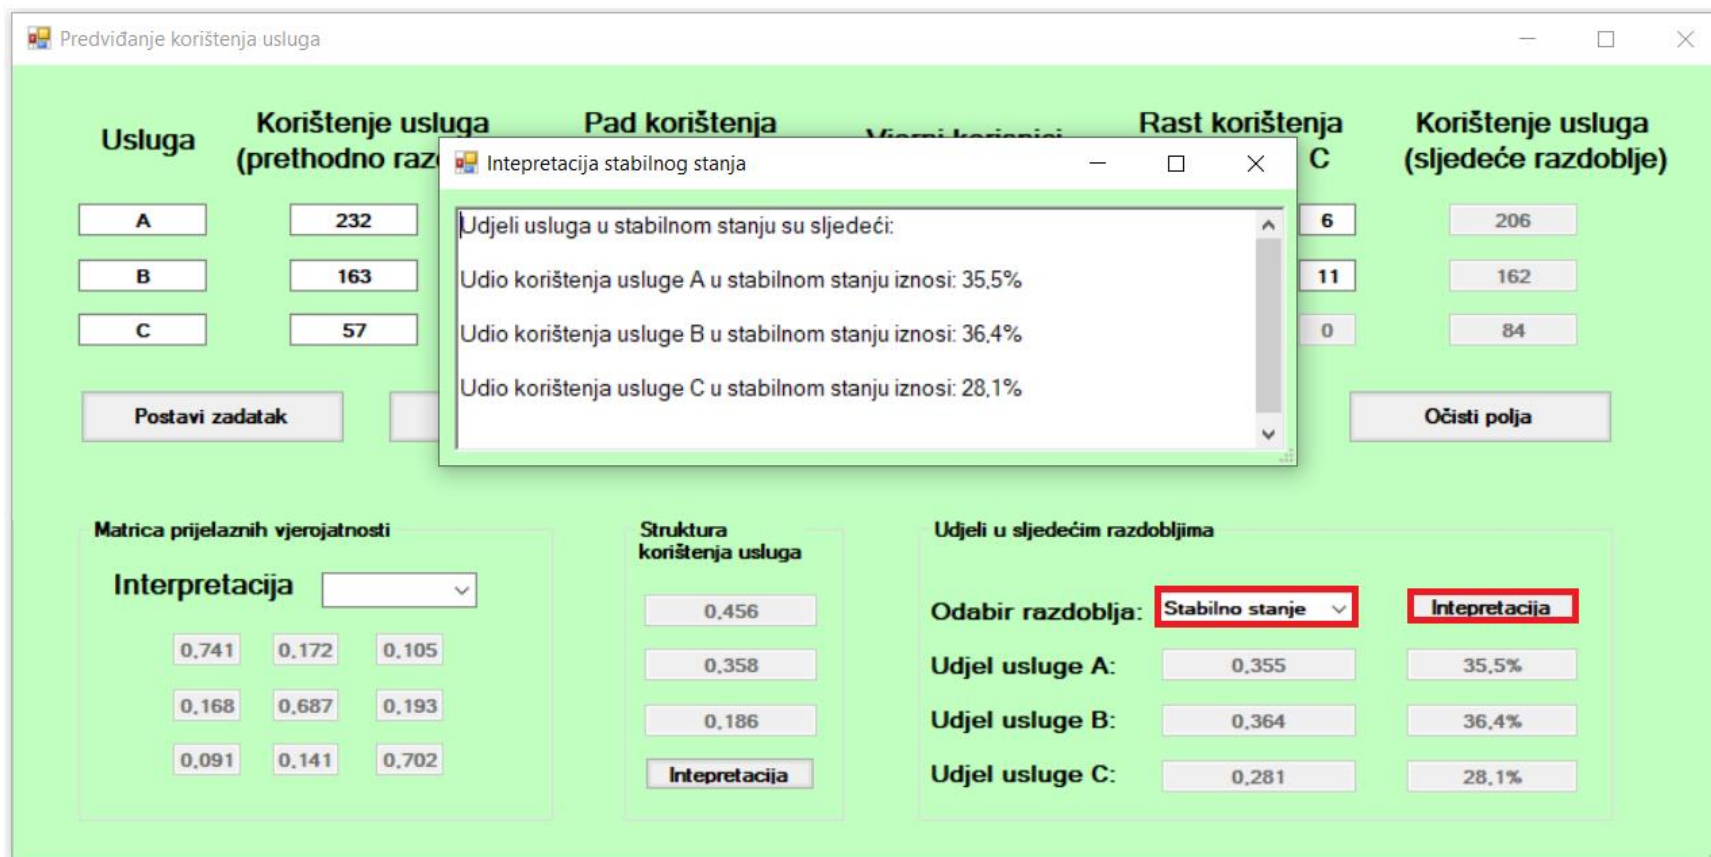 Predviđanje korištenja usluga
Usluga
Korištenje usluga
(prethodno
Pad korištenja
Vjerni korisnici
Rast korištenja
C
Korištenje usluga
(sljedeće razdoblje)
Intepretacija stabilnog stanja
Udjeli usluga u stabilnom stanju su sljedeći:
Udio korištenja usluge A u stabilnom stanju iznosi: 35,5%
Udio korištenja usluge B u stabilnom stanju iznosi: 36,4%
Udio korištenja usluge C u stabilnom stanju iznosi: 28,1%
A 232 6 206
B 163 11 162
C 57 0 84
Postavi zadatak
Očisti polja
Matrica prijelaznih vjerojatnosti
Interpretacija
0,741 0,172 0,105
0,168 0,687 0,193
0,091 0,141 0,702
Struktura
korištenja usluga
0,456
0,358
0,186
Intepretacija
Udjeli u sljedećim razdobljima
Odabir razdoblja: Stabilno stanje Intepretacija
Udjel usluge A: 0,355 35,5%
Udjel usluge B: 0,364 36,4%
Udjel usluge C: 0,281 28,1%